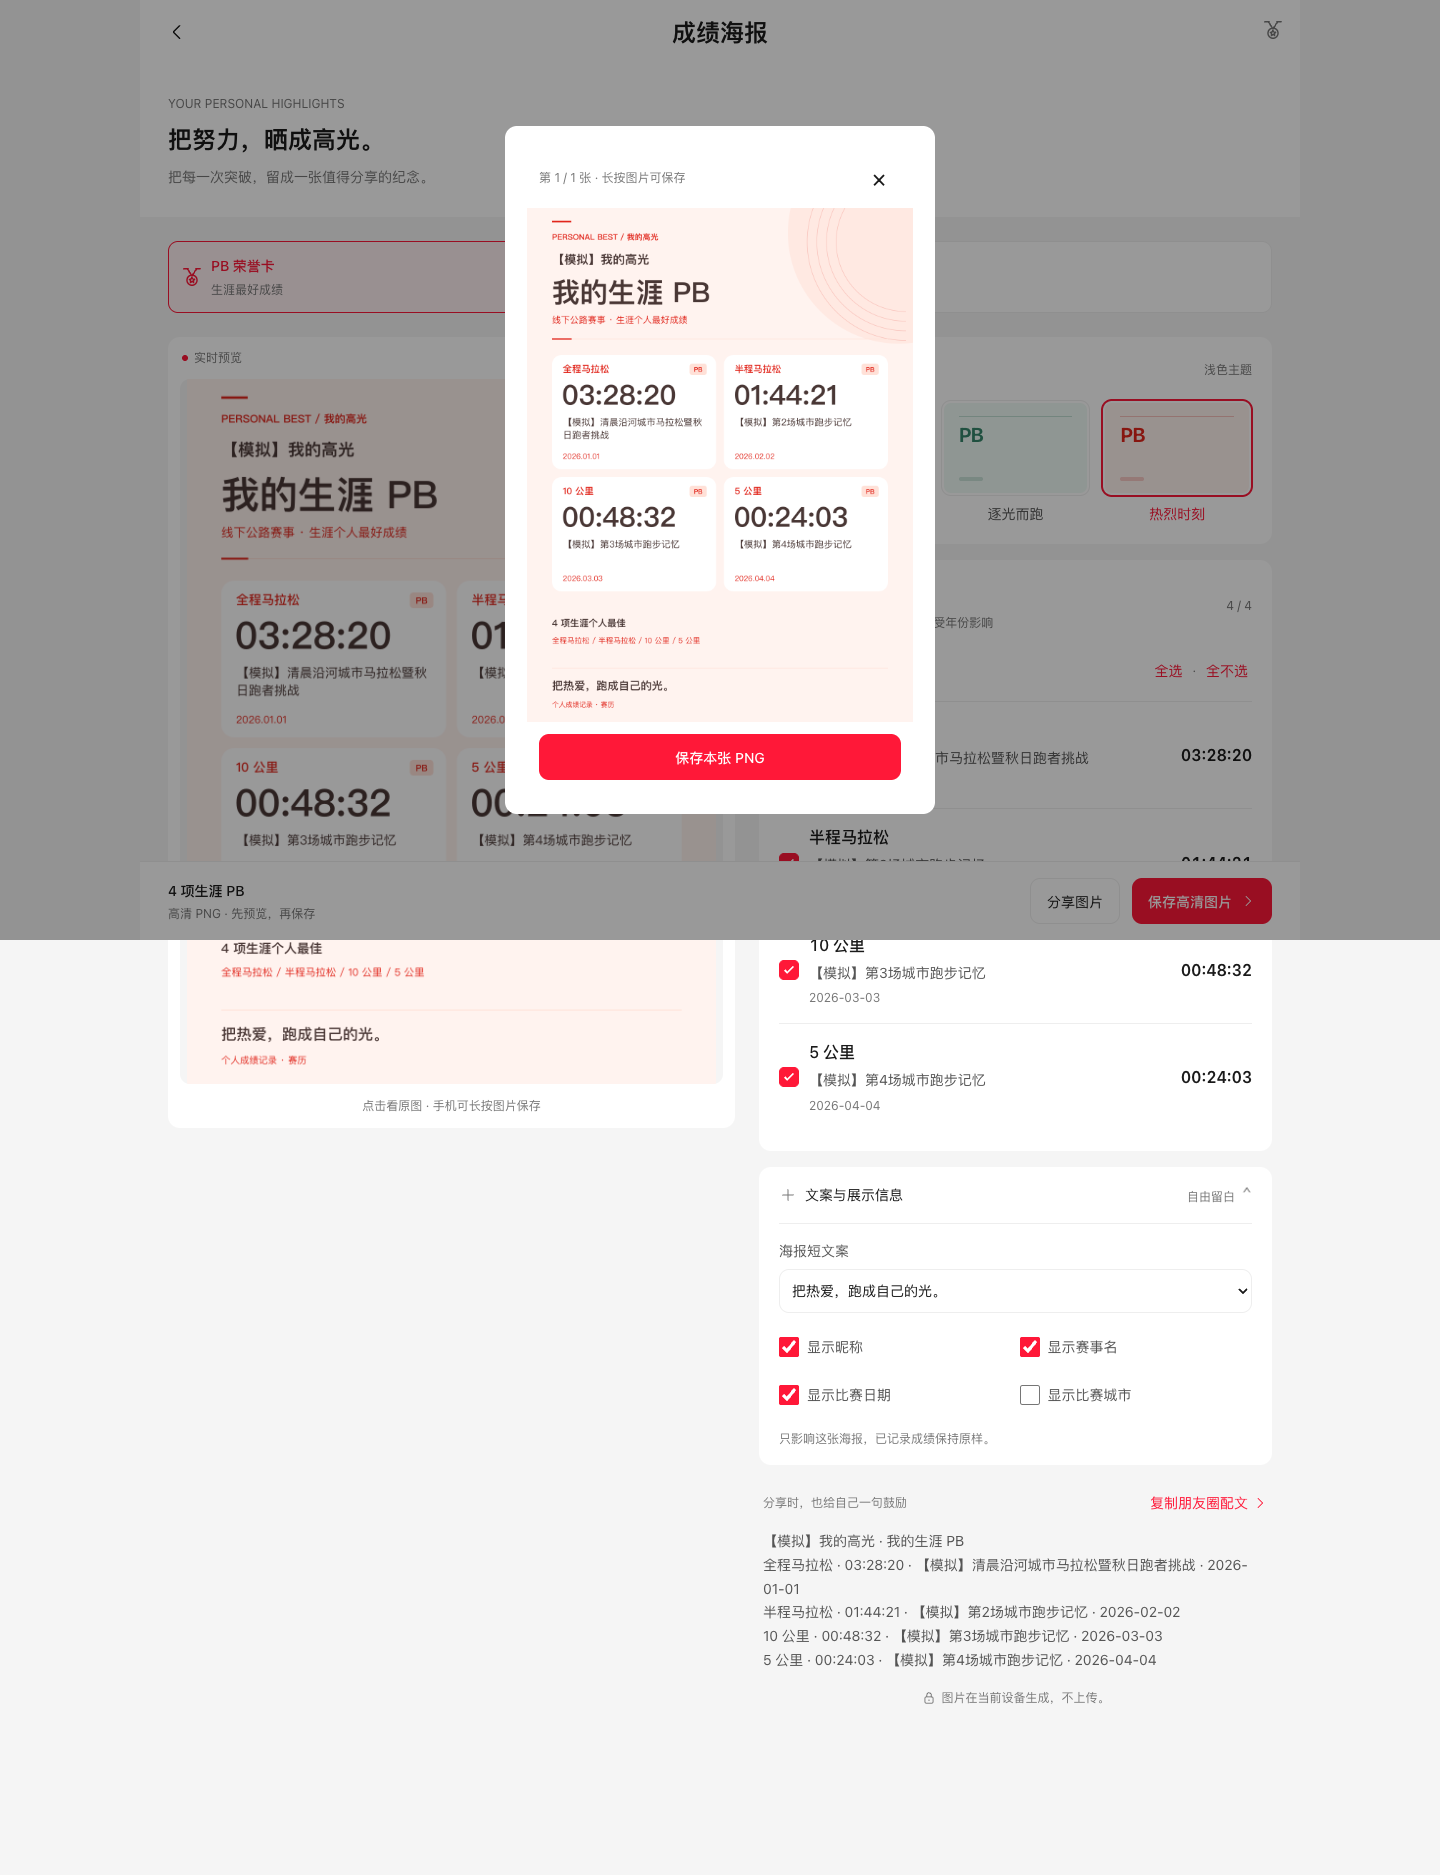 成绩海报
YOUR PERSONAL HIGHLIGHTS
把努力，晒成高光。
把每一次突破，留成一张值得分享的纪念。
PB 荣誉卡
生涯最好成绩
实时预览
PERSONAL BEST / 我的高光
【模拟】我的高光
我的生涯 PB
线下公路赛事 · 生涯个人最好成绩
全程马拉松
PB
03:28:20
【模拟】清晨沿河城市马拉松暨秋
日跑者挑战
2026.01.01
10 公里
PB
00:48:32
【模拟】第3场城市跑步记忆
【模拟】第4场城市跑步记忆
4 项生涯个人最佳
全程马拉松 / 半程马拉松 / 10 公里 / 5 公里
把热爱，跑成自己的光。
个人成绩记录 · 赛历
点击看原图 · 手机可长按图片保存
第 1 / 1 张 · 长按图片可保存
PERSONAL BEST / 我的高光
【模拟】我的高光
我的生涯 PB
线下公路赛事 · 生涯个人最好成绩
全程马拉松
PB
03:28:20
【模拟】清晨沿河城市马拉松暨秋
日跑者挑战
2026.01.01
半程马拉松
PB
01:44:21
【模拟】第2场城市跑步记忆
2026.02.02
10 公里
PB
00:48:32
【模拟】第3场城市跑步记忆
2026.03.03
5 公里
PB
00:24:03
【模拟】第4场城市跑步记忆
2026.04.04
4 项生涯个人最佳
全程马拉松 / 半程马拉松 / 10 公里 / 5 公里
把热爱，跑成自己的光。
个人成绩记录 · 赛历
保存本张 PNG
浅色主题
PB
逐光而跑
PB
热烈时刻
4 / 4
受年份影响
全选 · 全不选
市马拉松暨秋日跑者挑战
03:28:20
半程马拉松
4 项生涯 PB
高清 PNG · 先预览，再保存
分享图片
保存高清图片
10 公里
【模拟】第3场城市跑步记忆
2026-03-03
00:48:32
5 公里
【模拟】第4场城市跑步记忆
2026-04-04
00:24:03
文案与展示信息
自由留白
海报短文案
把热爱，跑成自己的光。
显示昵称
显示赛事名
显示比赛日期
显示比赛城市
只影响这张海报，已记录成绩保持原样。
分享时，也给自己一句鼓励
复制朋友圈配文
【模拟】我的高光 · 我的生涯 PB
全程马拉松 · 03:28:20 · 【模拟】清晨沿河城市马拉松暨秋日跑者挑战 · 2026-
01-01
半程马拉松 · 01:44:21 · 【模拟】第2场城市跑步记忆 · 2026-02-02
10 公里 · 00:48:32 · 【模拟】第3场城市跑步记忆 · 2026-03-03
5 公里 · 00:24:03 · 【模拟】第4场城市跑步记忆 · 2026-04-04
图片在当前设备生成，不上传。